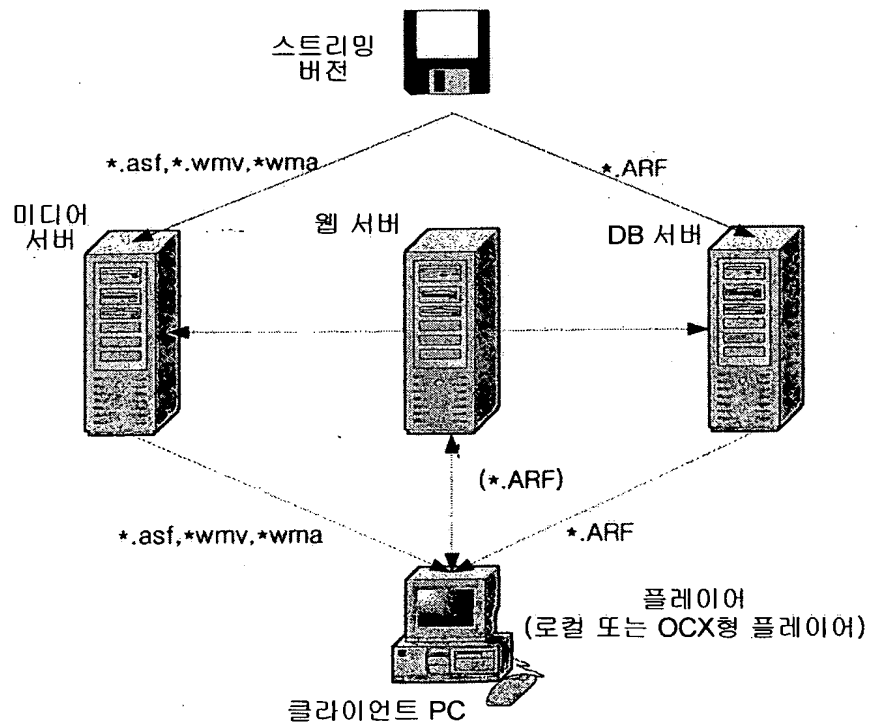 스트리밍
버전
*.asf,*.wmv,*wma
*.ARF
미디어
서버
웹 서버
DB 서버
(*.ARF)
*.asf,*wmv,*wma
*.ARF
플레이어
(로컬 또는 OCX형 플레이어)
클라이언트 PC